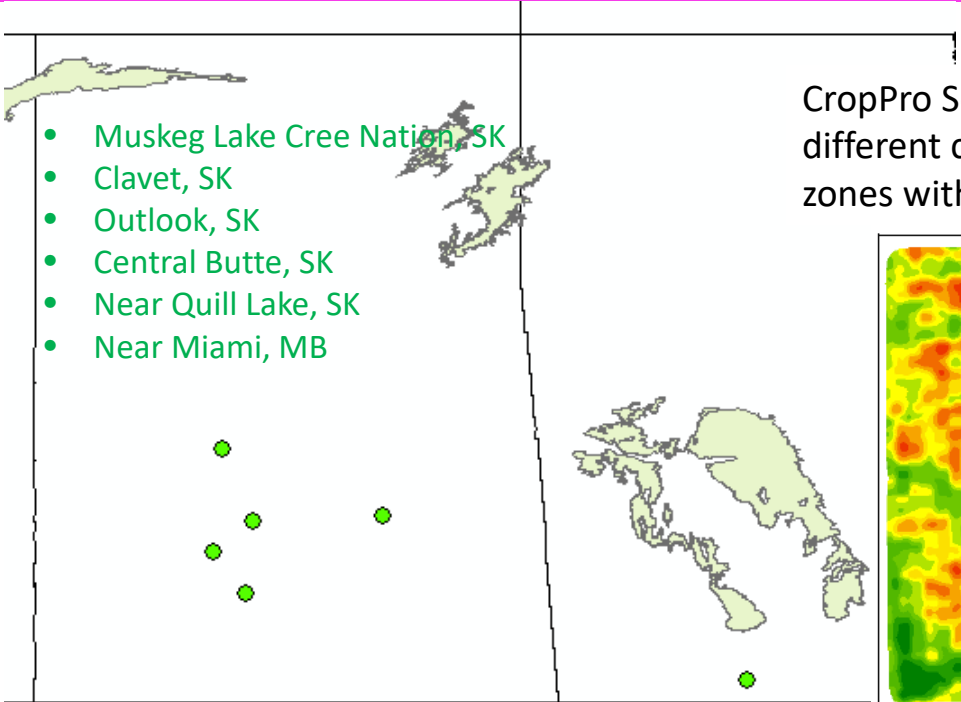 • Muskeg Lake Cree Nation, SK
• Clavet, SK
• Outlook, SK
• Central Butte, SK
• Near Quill Lake, SK
• Near Miami, MB
CropPro S
different
zones with